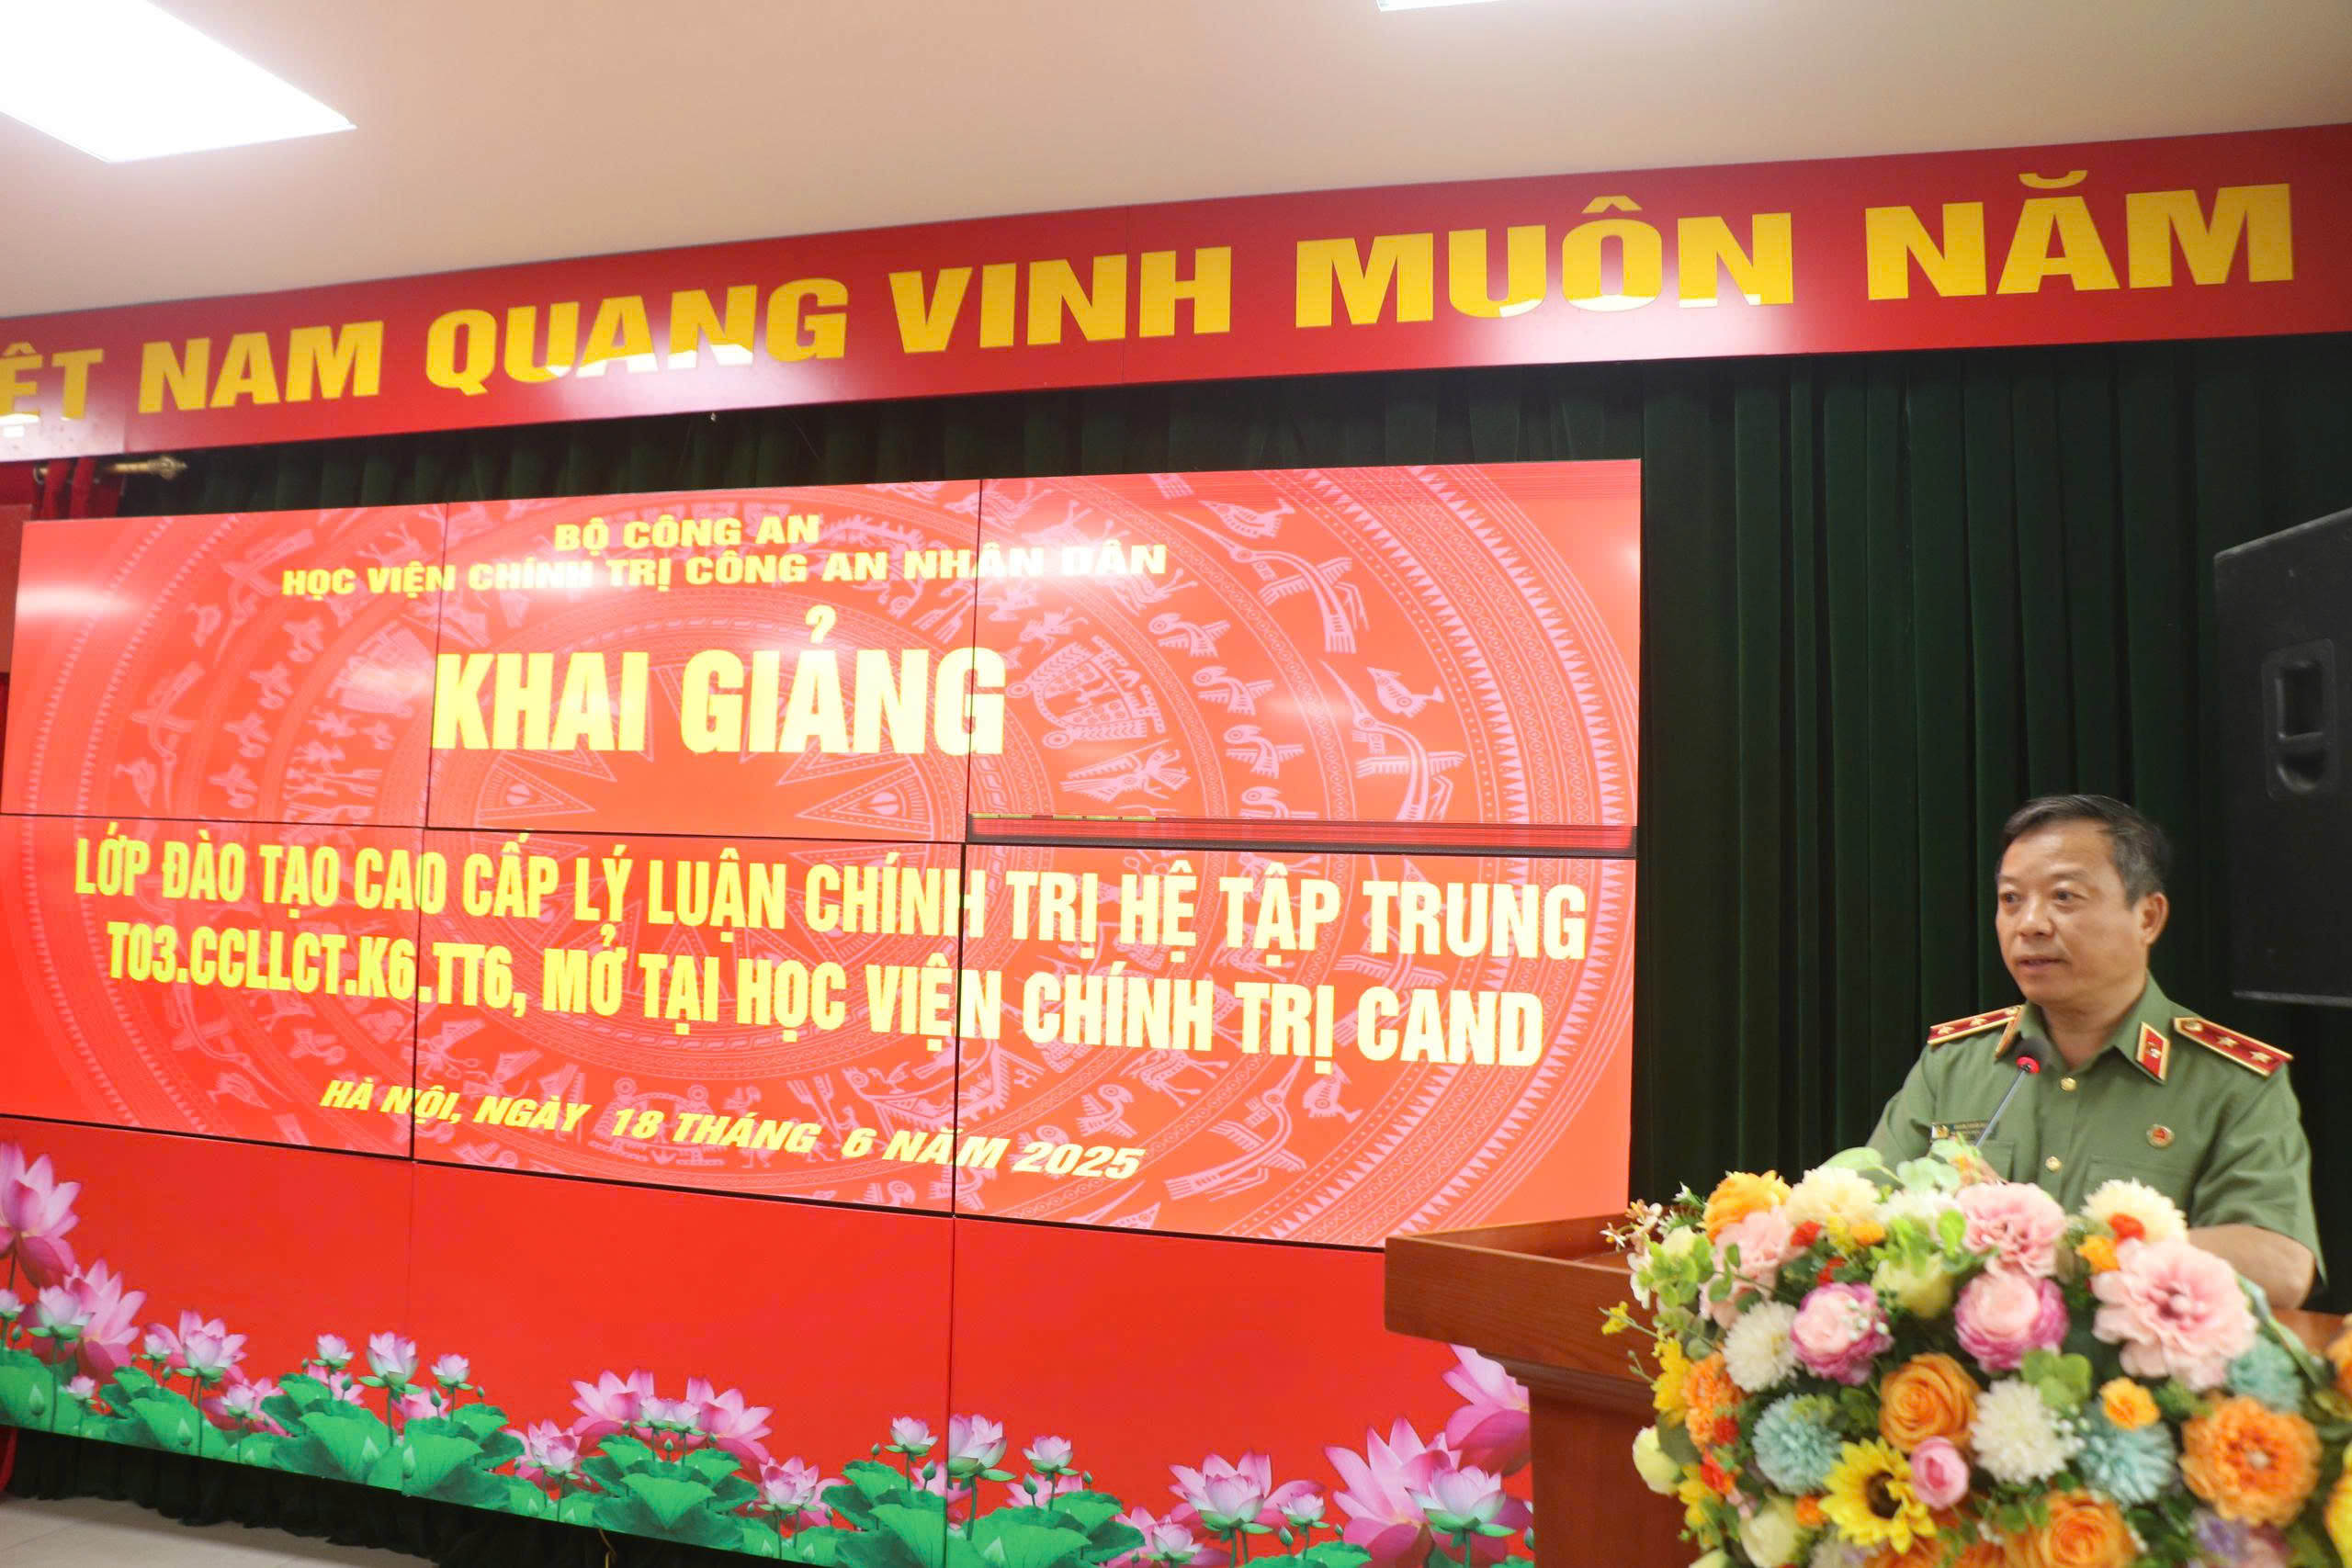 ỆT NAM QUANG VINH MUÔN NĂM
BỘ CÔNG AN
HỌC VIỆN CHÍNH TRỊ CÔNG AN NHÂN DÂN
KHAI GIẢNG
LỚP ĐÀO TẠO CAO CẤP LÝ LUẬN CHÍNH TRỊ HỆ TẬP TRUNG
T03.CCLLCT.K6.TT6, MỞ TẠI HỌC VIỆN CHÍNH TRỊ CAND
HÀ NỘI, NGÀY 18 THÁNG 6 NĂM 2025